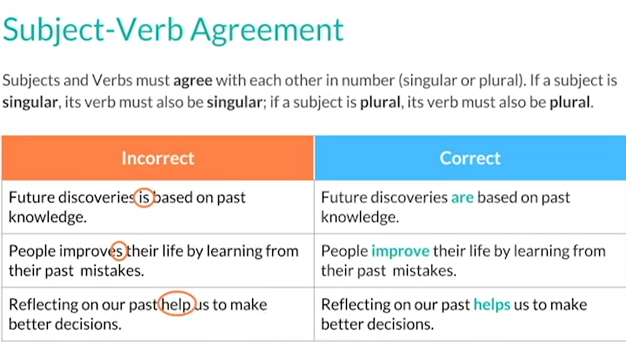 Subject-Verb Agreement
Subjects and Verbs must agree with each other in number (singular or plural). If a subject is
singular, its verb must also be singular; if a subject is plural, its verb must also be plural.
Incorrect
Correct
Future discoveries is based on past
knowledge.
Future discoveries are based on past
knowledge.
People improves their life by learning from
their past mistakes.
People improve their life by learning from
their past mistakes.
Reflecting on our past help us to make
better decisions.
Reflecting on our past helps us to make
better decisions.